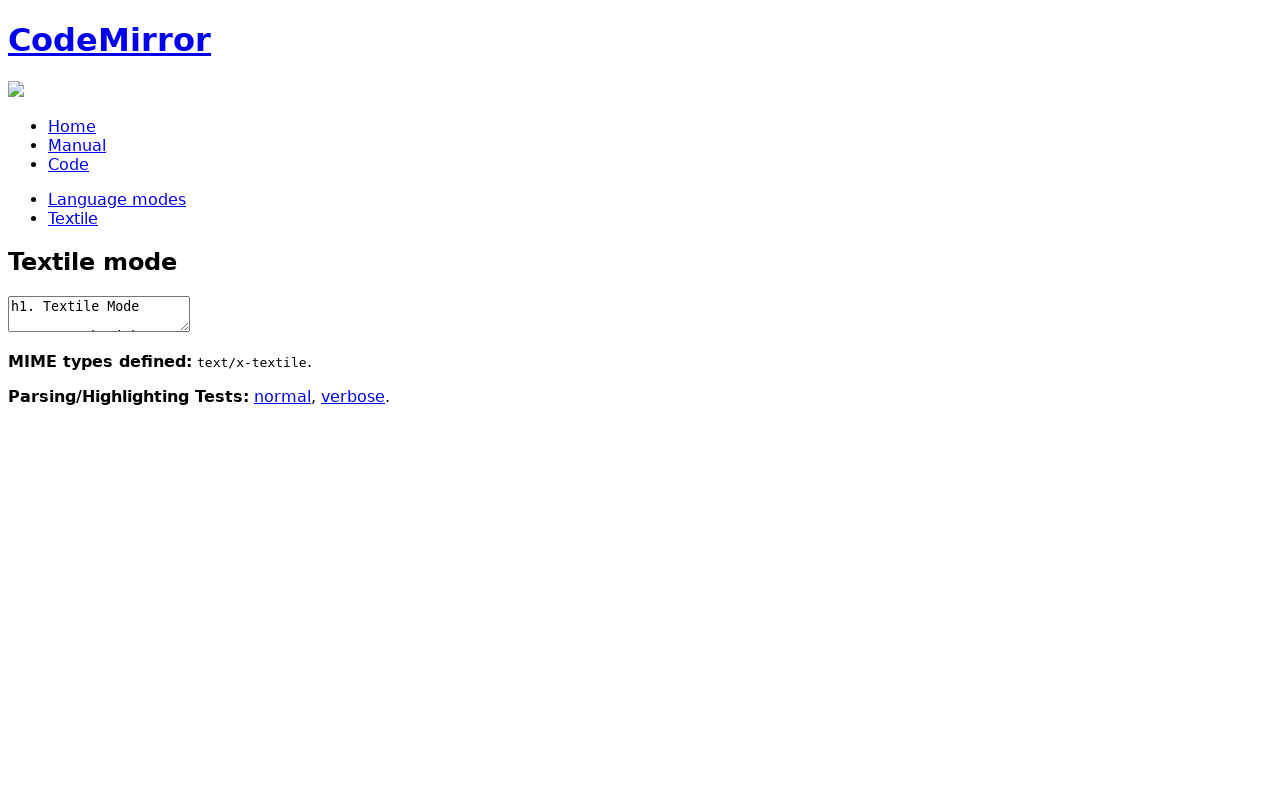 CodeMirror
Home
Manual
Code
Language modes
Textile
Textile mode
h1. Textile Mode
MIME types defined: text/x-textile.
Parsing/Highlighting Tests: normal, verbose.